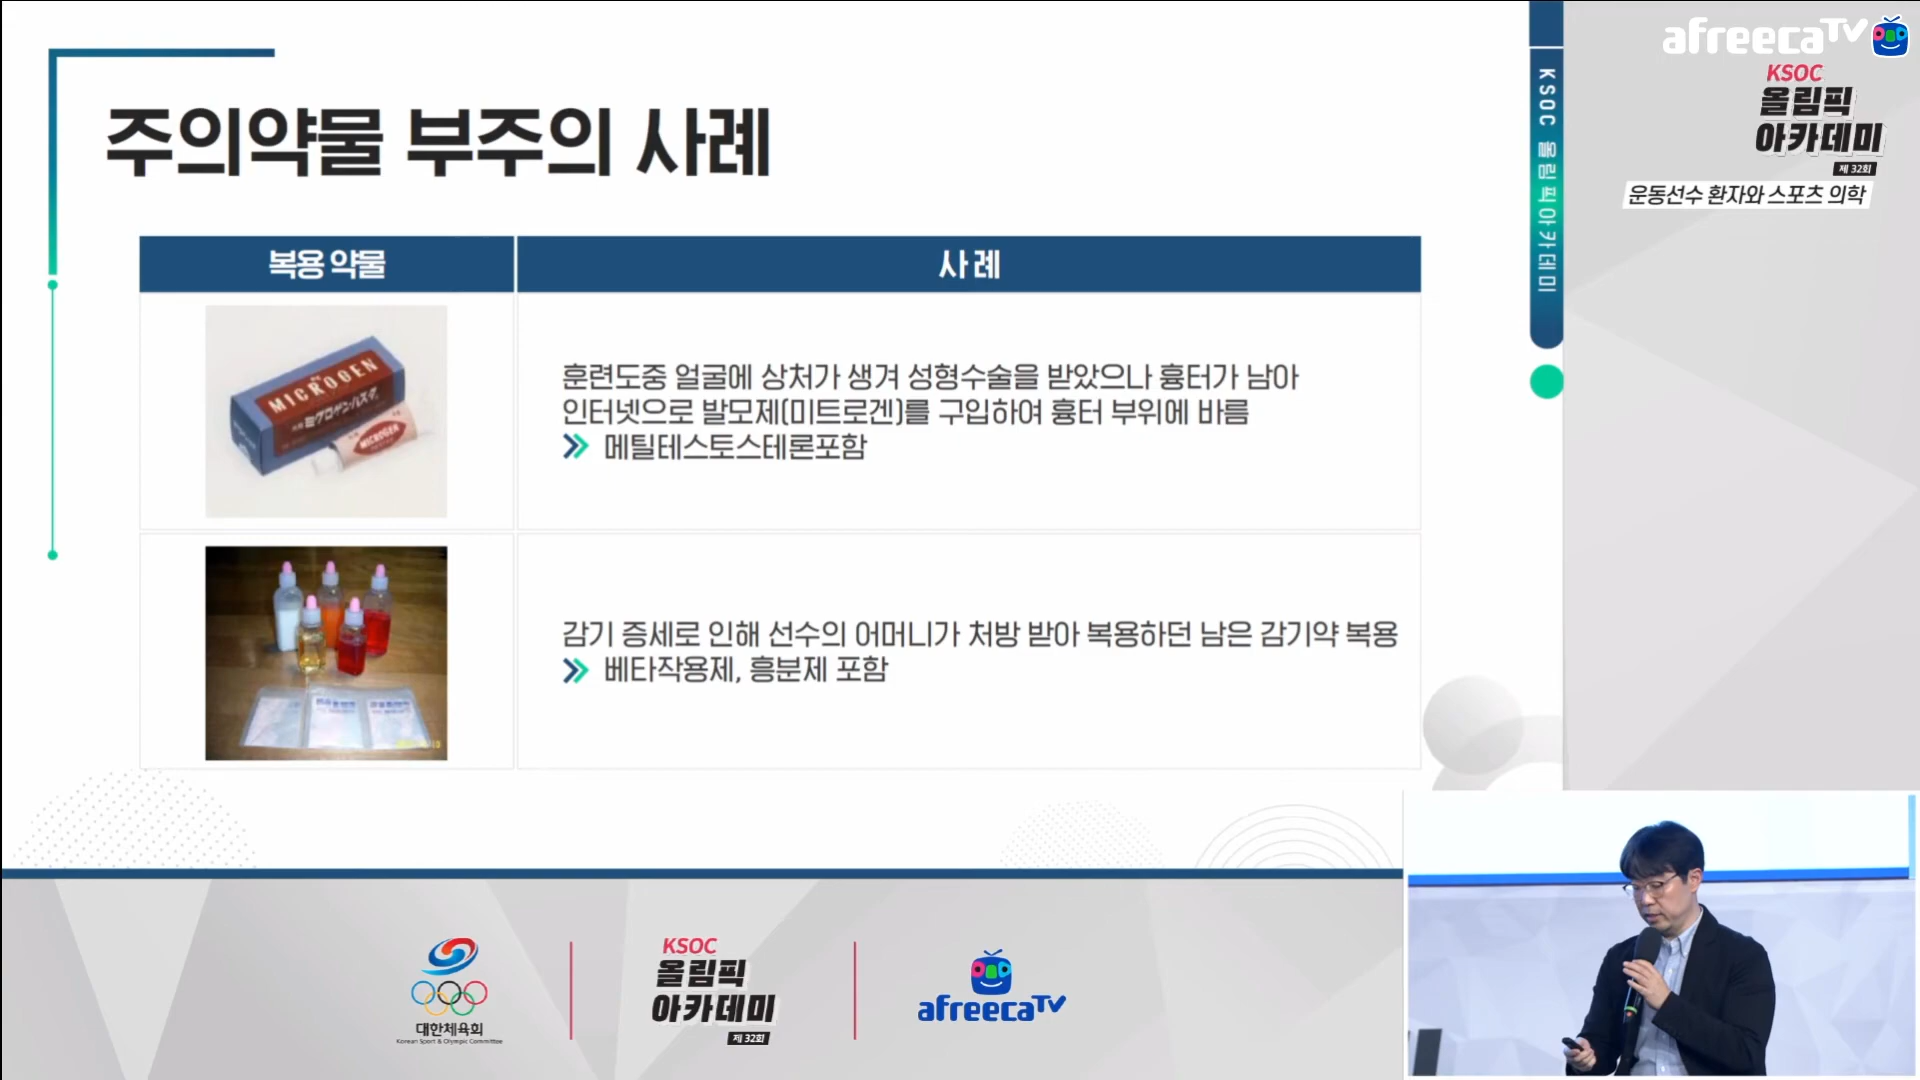 afreecaTV
KSOC
올림픽
아카데미
제 32회
운동선수 환자와 스포츠 의학
KSOC 올림픽아카데미
주의약물 부주의 사례
복용 약물
사 례
MICROGEN
MICROGEN
훈련도중 얼굴에 상처가 생겨 성형수술을 받았으나 흉터가 남아
인터넷으로 발모제(미트로겐)를 구입하여 흉터 부위에 바름
메틸테스토스테론포함
감기 증세로 인해 선수의 어머니가 처방 받아 복용하던 남은 감기약 복용
베타작용제, 흥분제 포함
대한체육회
Korean Sport & Olympic Committee
KSOC
올림픽
아카데미
제 32회
afreecaTV